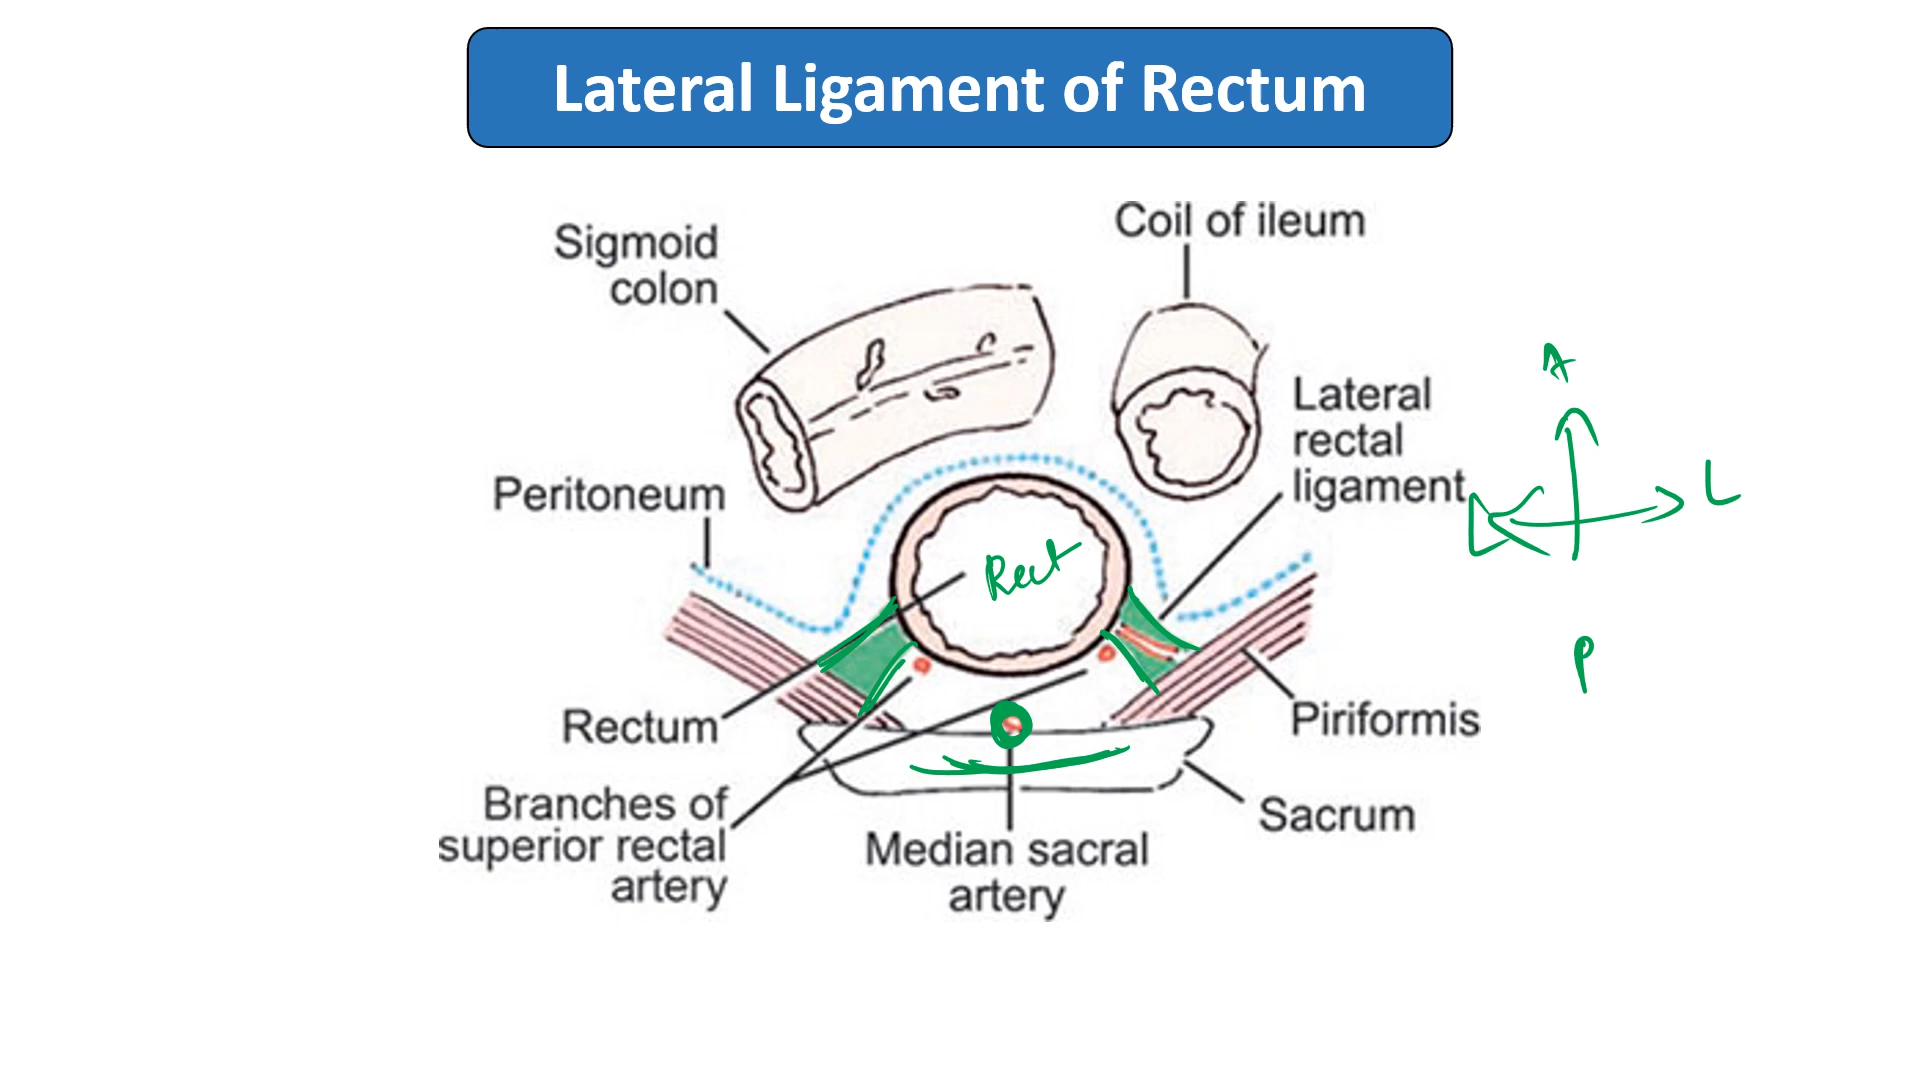 Lateral Ligament of Rectum
Sigmoid
colon
Coil of ileum
Lateral
rectal
ligament
Peritoneum
Rect
A
L
P
Rectum
Piriformis
Branches of
superior rectal
artery
Median sacral
artery
Sacrum